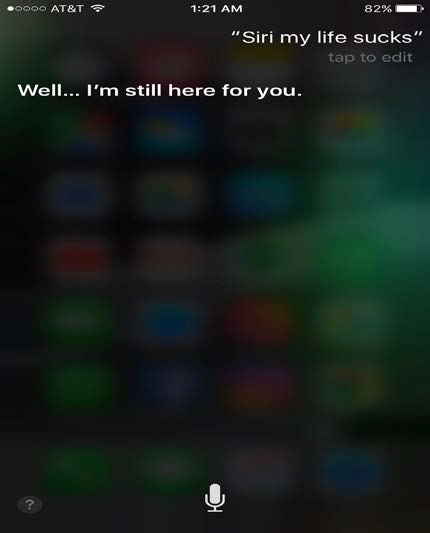 AT&T 1:21 AM 82%
“Siri my life sucks”
tap to edit
Well... I'm still here for you.
?